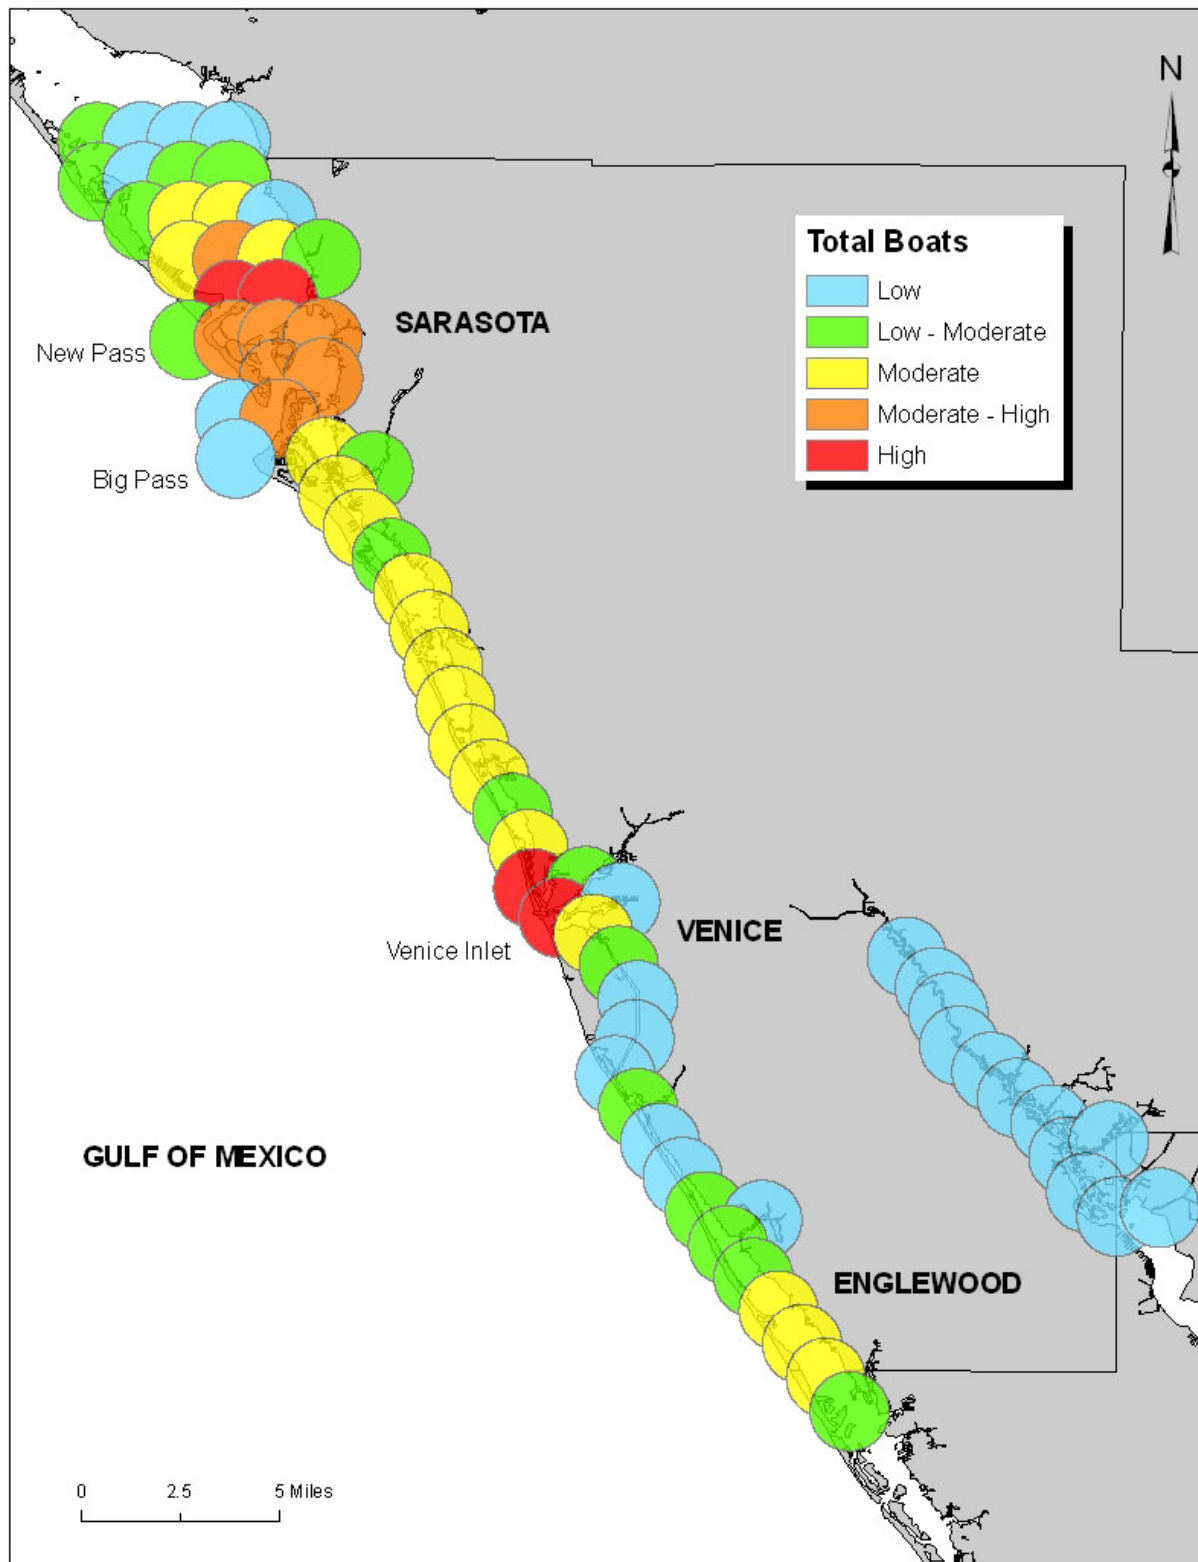 N
Total Boats
Low
Low - Moderate
Moderate
Moderate - High
High
SARASOTA
New Pass
Big Pass
VENICE
Venice Inlet
GULF OF MEXICO
ENGLEWOOD
0 2.5 5 Miles